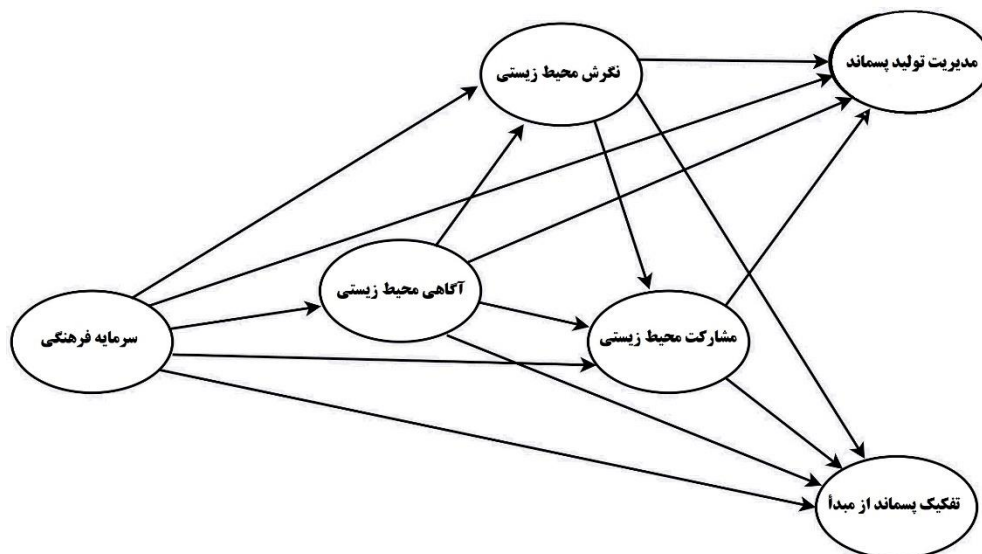 مدیریت تولید پسماند
نگرش محیط زیستی
آگاهی محیط زیستی
سرمایه فرهنگی
مشارکت محیط زیستی
تفکیک پسماند از مبدأ